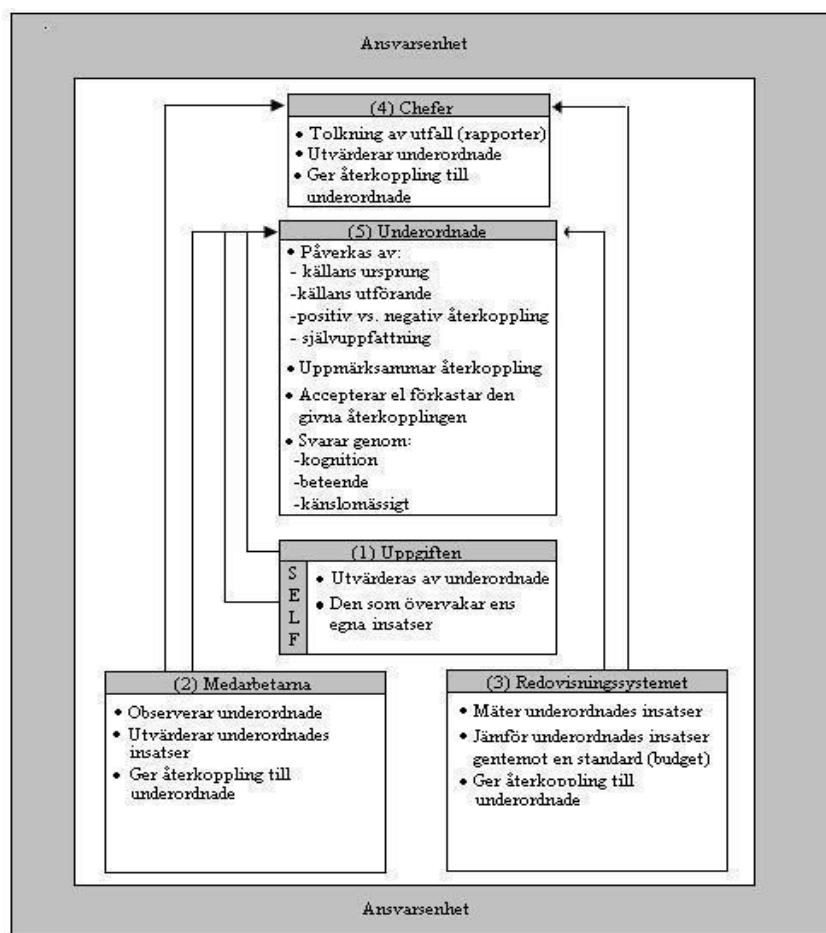 Ansvarsenhet
(4) Chefer
• Tolkning av utfall (rapporter)
• Utvärderar underordnade
• Ger återkoppling till
underordnade
(5) Underordnade
• Påverkas av:
- källans ursprung
-källans utförande
-positiv vs. negativ återkoppling
- självuppfattning
• Uppmärksammar återkoppling
• Accepterar el förkastar den
givna återkopplingen
• Svarar genom:
-kognition
-beteende
-känslomässigt
(1) Uppgiften
S
E
L
F
• Utvärderas av underordnade
• Den som övervakar ens
egna insatser
(2) Medarbetarna
• Observerar underordnade
• Utvärderar underordnades
insatser
• Ger återkoppling till
underordnade
(3) Redovisningssystemet
• Mäter underordnades insatser
• Jämför underordnades insatser
gentemot en standard (budget)
• Ger återkoppling till
underordnade
Ansvarsenhet